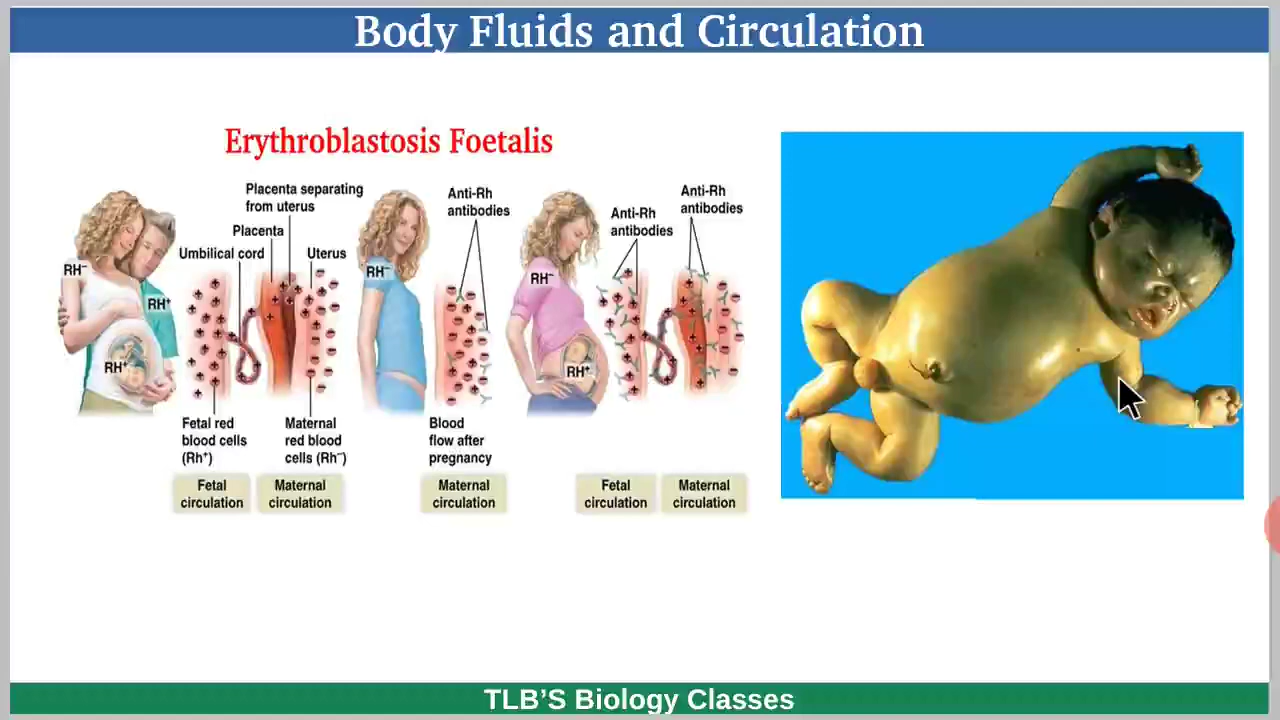 Body Fluids and Circulation
Erythroblastosis Foetalis
Placenta separating
from uterus
Placenta
Umbilical cord
Uterus
RH⁻
RH⁺
RH⁺
Fetal red
blood cells
(Rh⁺)
Maternal
red blood
cells (Rh⁻)
Fetal
circulation
Maternal
circulation
RH⁻
Anti-Rh
antibodies
Blood
flow after
pregnancy
Maternal
circulation
RH⁻
RH⁺
Anti-Rh
antibodies
Anti-Rh
antibodies
Fetal
circulation
Maternal
circulation
TLB’S Biology Classes